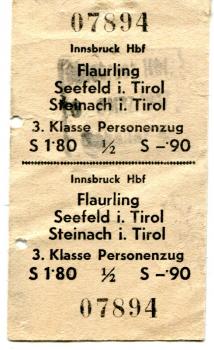 07894
Innsbruck Hbf
Flaurling
Seefeld i. Tirol
Steinach i. Tirol
3. Klasse Personenzug
S 1·80 ½ S –·90
Innsbruck Hbf
Flaurling
Seefeld i. Tirol
Steinach i. Tirol
3. Klasse Personenzug
S 1·80 ½ S –·90
07894